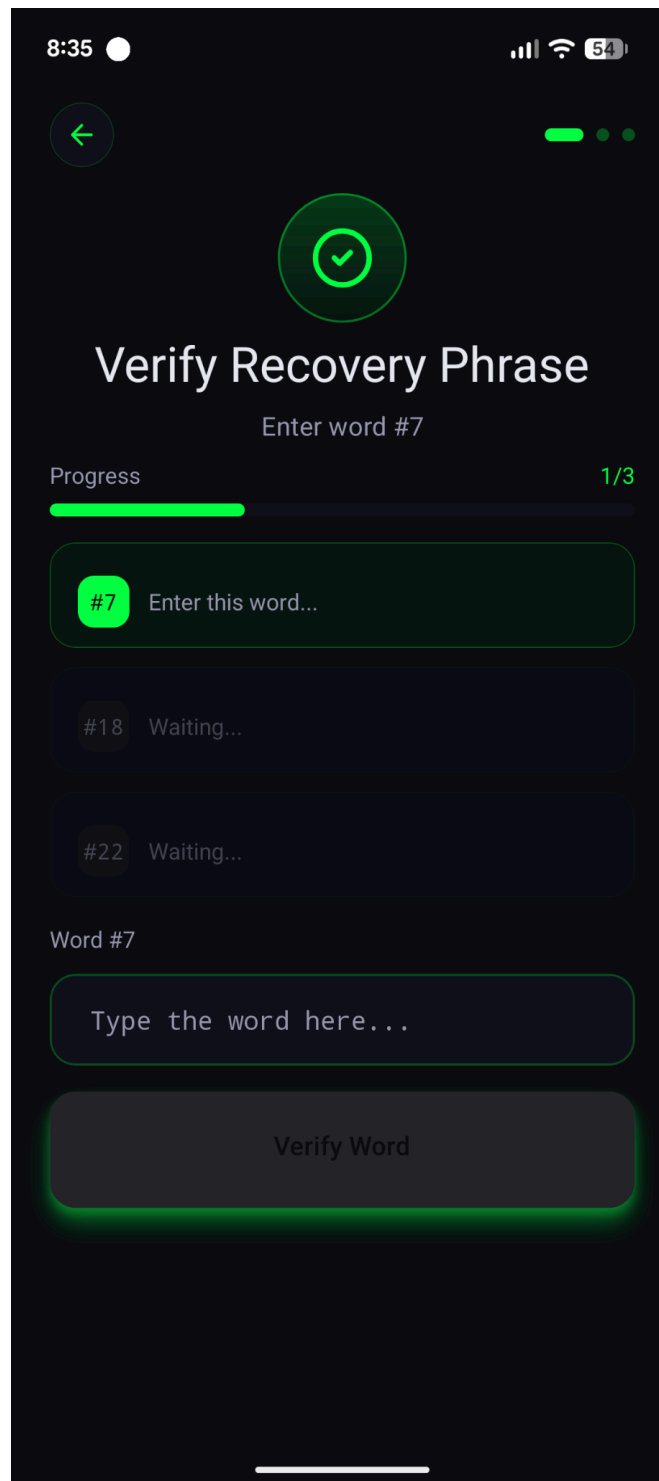 8:35
54
Verify Recovery Phrase
Enter word #7
Progress 1/3
#7 Enter this word...
#18 Waiting...
#22 Waiting...
Word #7
Type the word here...
Verify Word